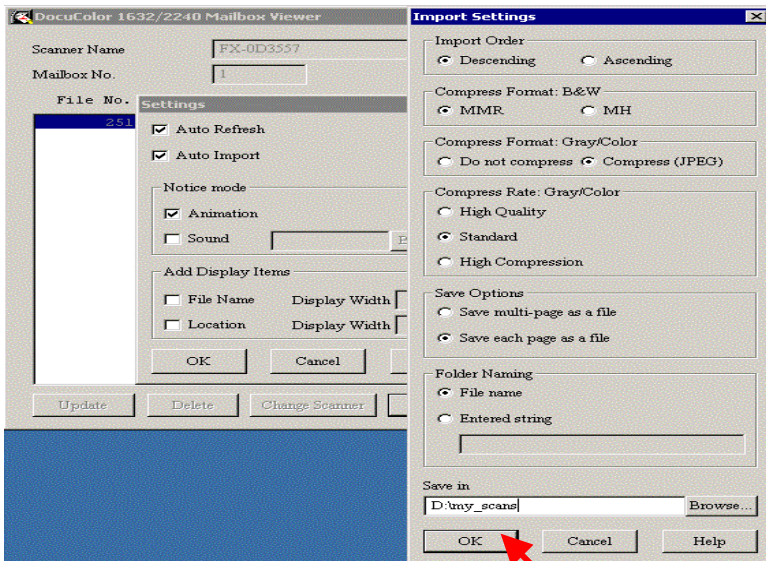 DocuColor 1632/2240 Mailbox Viewer
Scanner Name FX-0D3557
Mailbox No. 1
File No.
251
Settings
Auto Refresh
Auto Import
Notice mode
Animation
Sound
Add Display Items
File Name Display Width
Location Display Width
OK Cancel
Update Delete Change Scanner
Import Settings
Import Order
Descending Ascending
Compress Format: B&W
MMR MH
Compress Format: Gray/Color
Do not compress Compress (JPEG)
Compress Rate: Gray/Color
High Quality
Standard
High Compression
Save Options
Save multi-page as a file
Save each page as a file
Folder Naming
File name
Entered string
Save in
D:\my_scans Browse...
OK Cancel Help